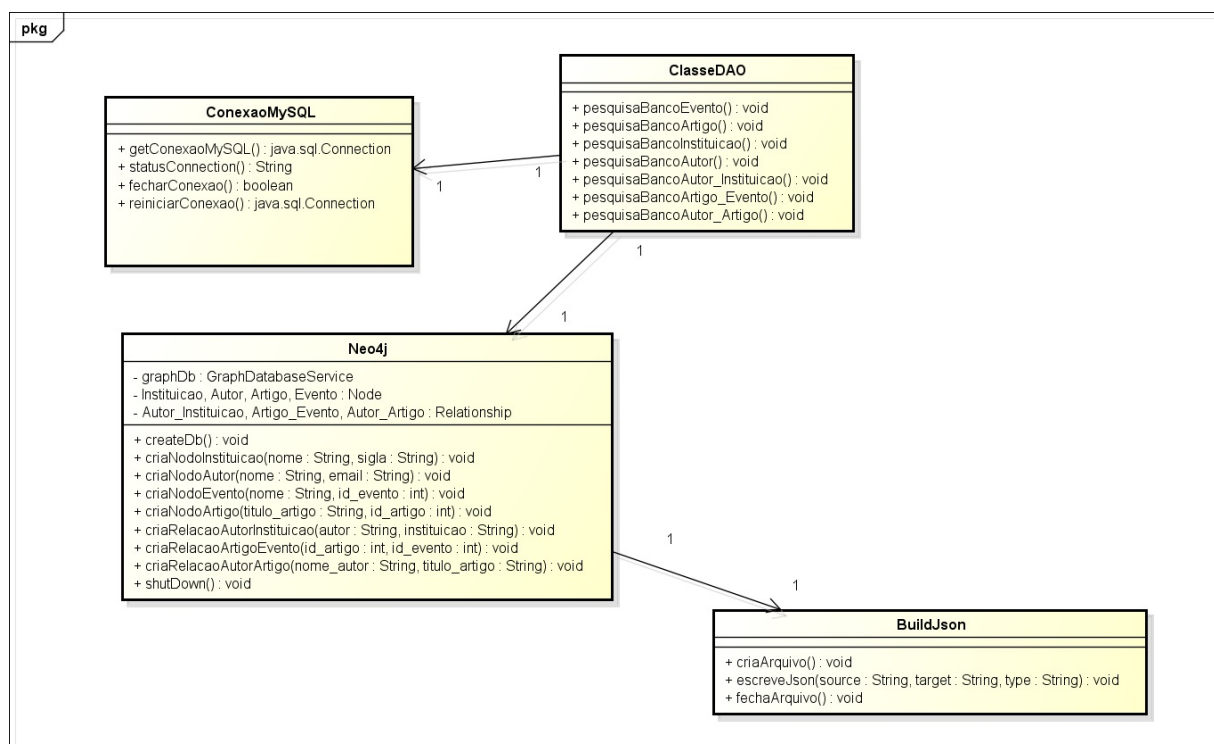 pkg
ClasseDAO
+ pesquisaBancoEvento() : void
+ pesquisaBancoArtigo() : void
+ pesquisaBancoInstituicao() : void
+ pesquisaBancoAutor() : void
+ pesquisaBancoAutor_Instituicao() : void
+ pesquisaBancoArtigo_Evento() : void
+ pesquisaBancoAutor_Artigo() : void
ConexaoMySQL
+ getConexaoMySQL() : java.sql.Connection
+ statusConnection() : String
+ fecharConexao() : boolean
+ reiniciarConexao() : java.sql.Connection
1
1
1
1
Neo4j
- graphDb : GraphDatabaseService
- Instituicao, Autor, Artigo, Evento : Node
- Autor_Instituicao, Artigo_Evento, Autor_Artigo : Relationship
+ createDb() : void
+ criaNodoInstituicao(nome : String, sigla : String) : void
+ criaNodoAutor(nome : String, email : String) : void
+ criaNodoEvento(nome : String, id_evento : int) : void
+ criaNodoArtigo(titulo_artigo : String, id_artigo : int) : void
+ criaRelacaoAutorInstituicao(autor : String, instituicao : String) : void
+ criaRelacaoArtigoEvento(id_artigo : int, id_evento : int) : void
+ criaRelacaoAutorArtigo(nome_autor : String, titulo_artigo : String) : void
+ shutDown() : void
1
1
BuildJson
+ criaArquivo() : void
+ escreveJson(source : String, target : String, type : String) : void
+ fechaArquivo() : void